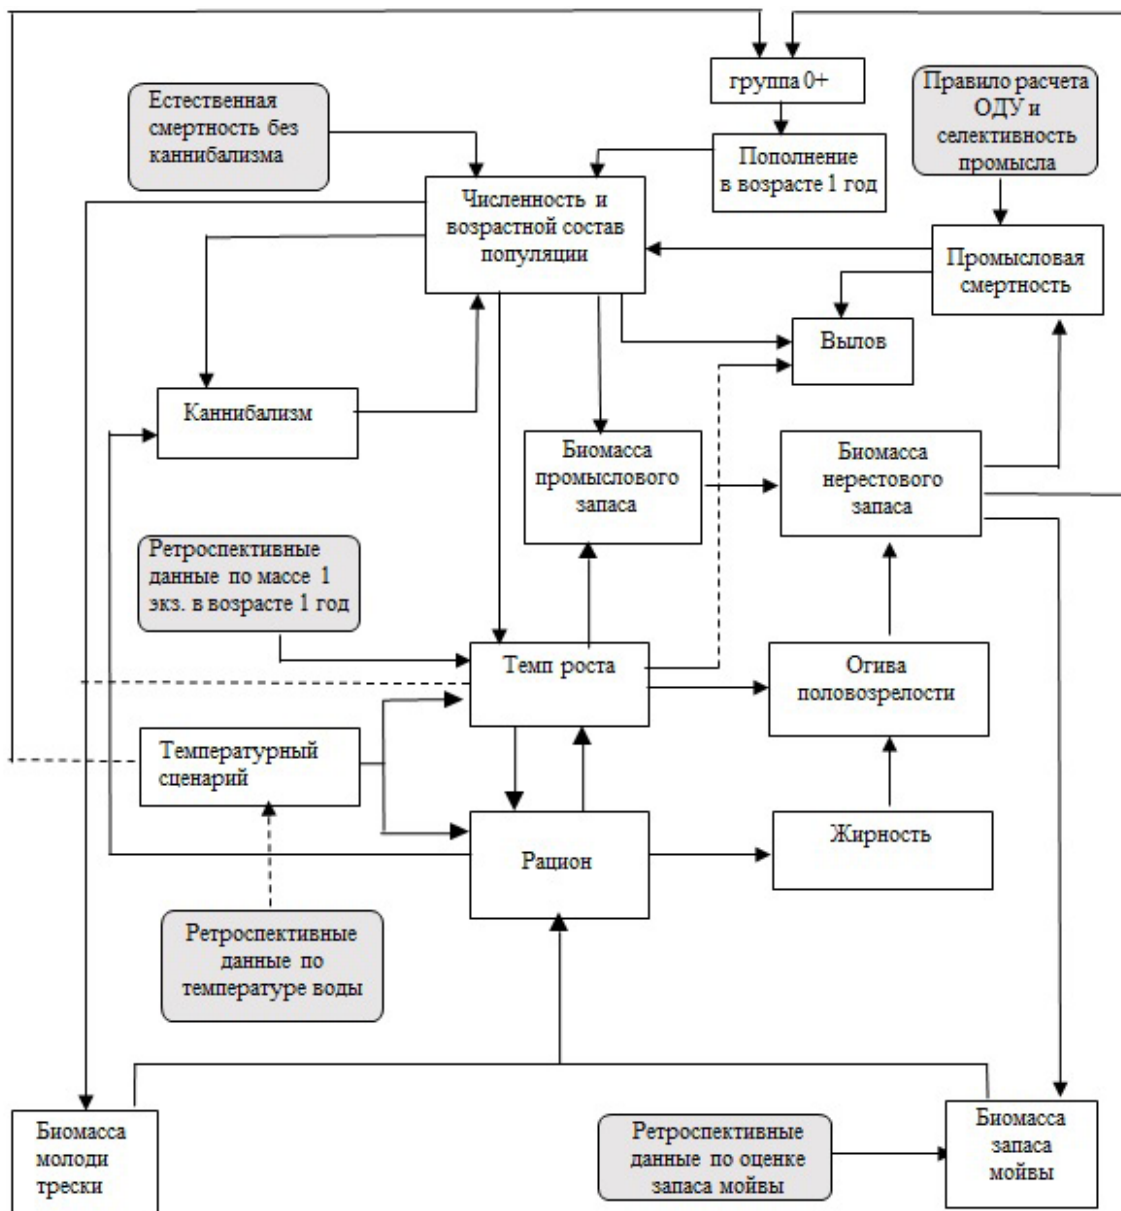 группа 0+
Естественная
смертность без
каннибализма
Правило расчета
ОДУ и
селективность
промысла
Пополнение
в возрасте 1 год
Численность и
возрастной состав
популяции
Промысловая
смертность
Вылов
Каннибализм
Биомасса
промыслового
запаса
Биомасса
нерестового
запаса
Ретроспективные
данные по массе 1
экз. в возрасте 1 год
Темп роста
Огива
половозрелости
Температурный
сценарий
Рацион
Жирность
Ретроспективные
данные по
температуре воды
Биомасса
молоди
трески
Ретроспективные
данные по оценке
запаса мойвы
Биомасса
запаса
мойвы